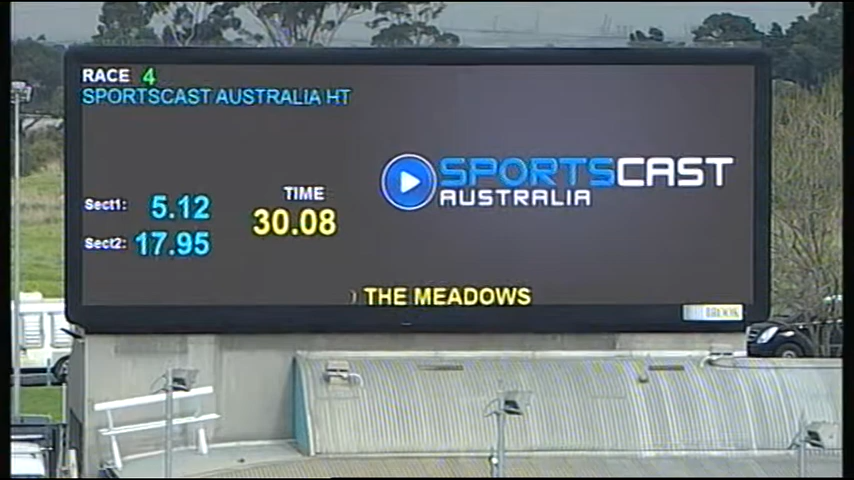 RACE 4
SPORTSCAST AUSTRALIA HT
SPORTSCAST
AUSTRALIA
TIME
Sect1: 5.12
30.08
Sect2: 17.95
THE MEADOWS